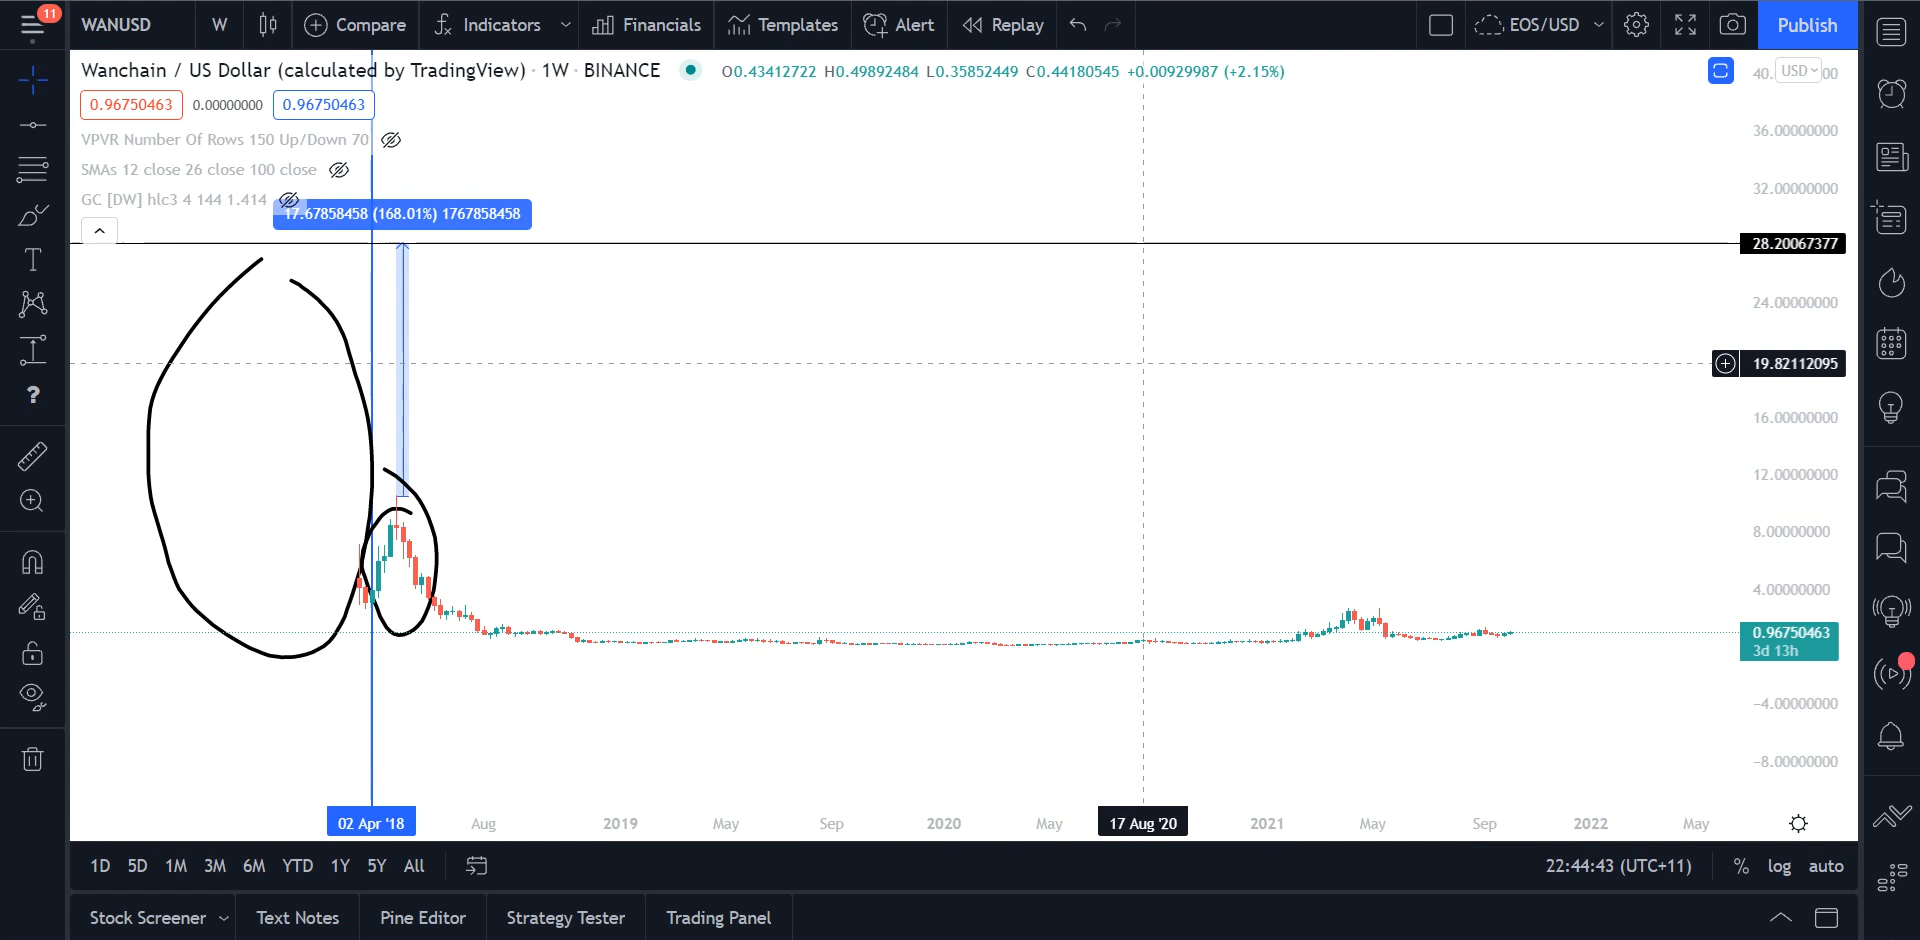 11 WANUSD W Compare Indicators Financials Templates Alert Replay EOS/USD Publish
Wanchain / US Dollar (calculated by TradingView) · 1W · BINANCE O0.43412722 H0.49892484 L0.35852449 C0.44180545 +0.00929987 (+2.15%)
0.96750463 0.00000000 0.96750463
VPVR Number Of Rows 150 Up/Down 70
SMAs 12 close 26 close 100 close
GC [DW] hlc3 4 144 1.414
17.67858458 (168.01%) 1767858458
40. USD 00
36.00000000
32.00000000
28.20067377
24.00000000
19.82112095
16.00000000
12.00000000
8.00000000
4.00000000
0.96750463
3d 13h
−4.00000000
−8.00000000
02 Apr '18 Aug 2019 May Sep 2020 May 17 Aug '20 2021 May Sep 2022 May
1D 5D 1M 3M 6M YTD 1Y 5Y All 22:44:43 (UTC+11) % log auto
Stock Screener Text Notes Pine Editor Strategy Tester Trading Panel